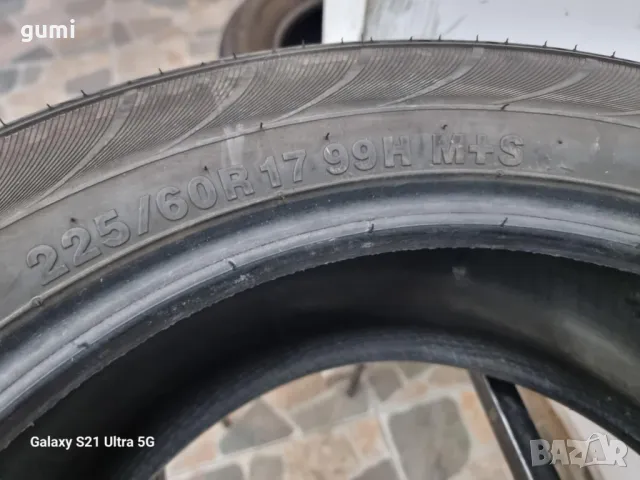 gumi
225/60R17 99H M+S
Galaxy S21 Ultra 5G
BAZAR